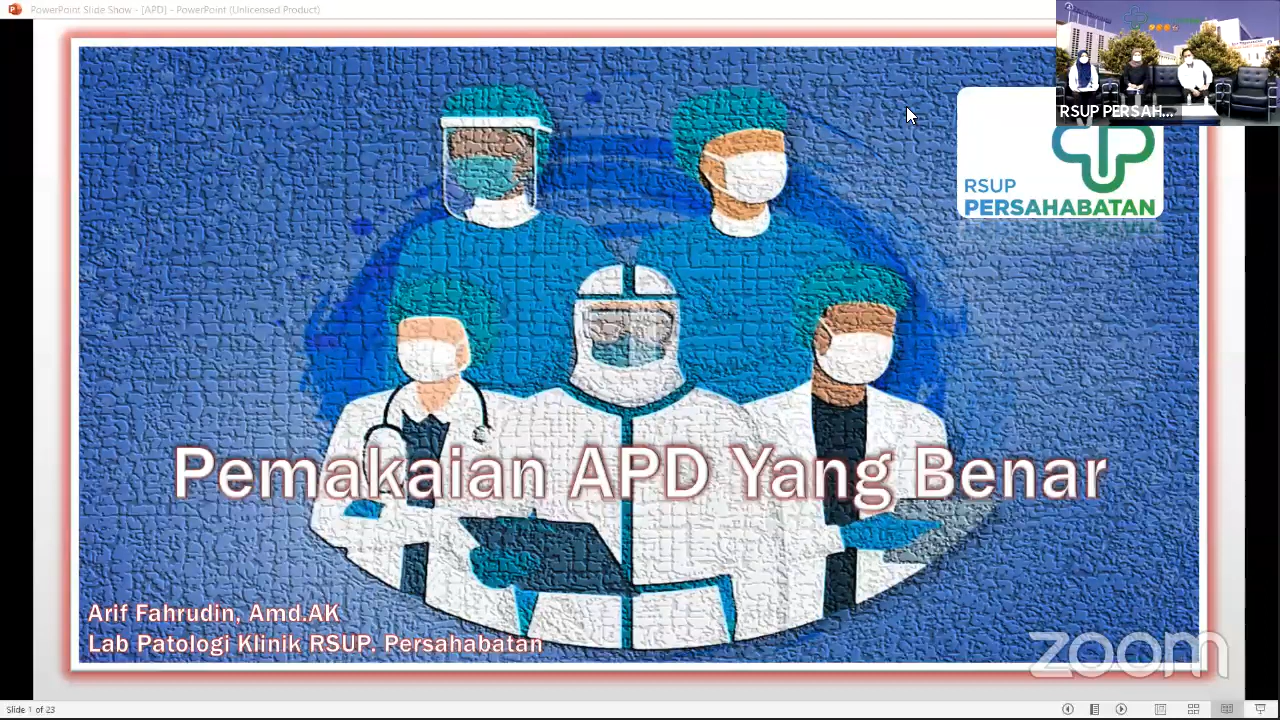 PowerPoint Slide Show - [APD] - PowerPoint (Unlicensed Product)
RSUP PERSAH...
RSUP
PERSAHABATAN
Pemakaian APD Yang Benar
Arif Fahrudin, Amd.AK
Lab Patologi Klinik RSUP. Persahabatan
zoom
Slide 1 of 23